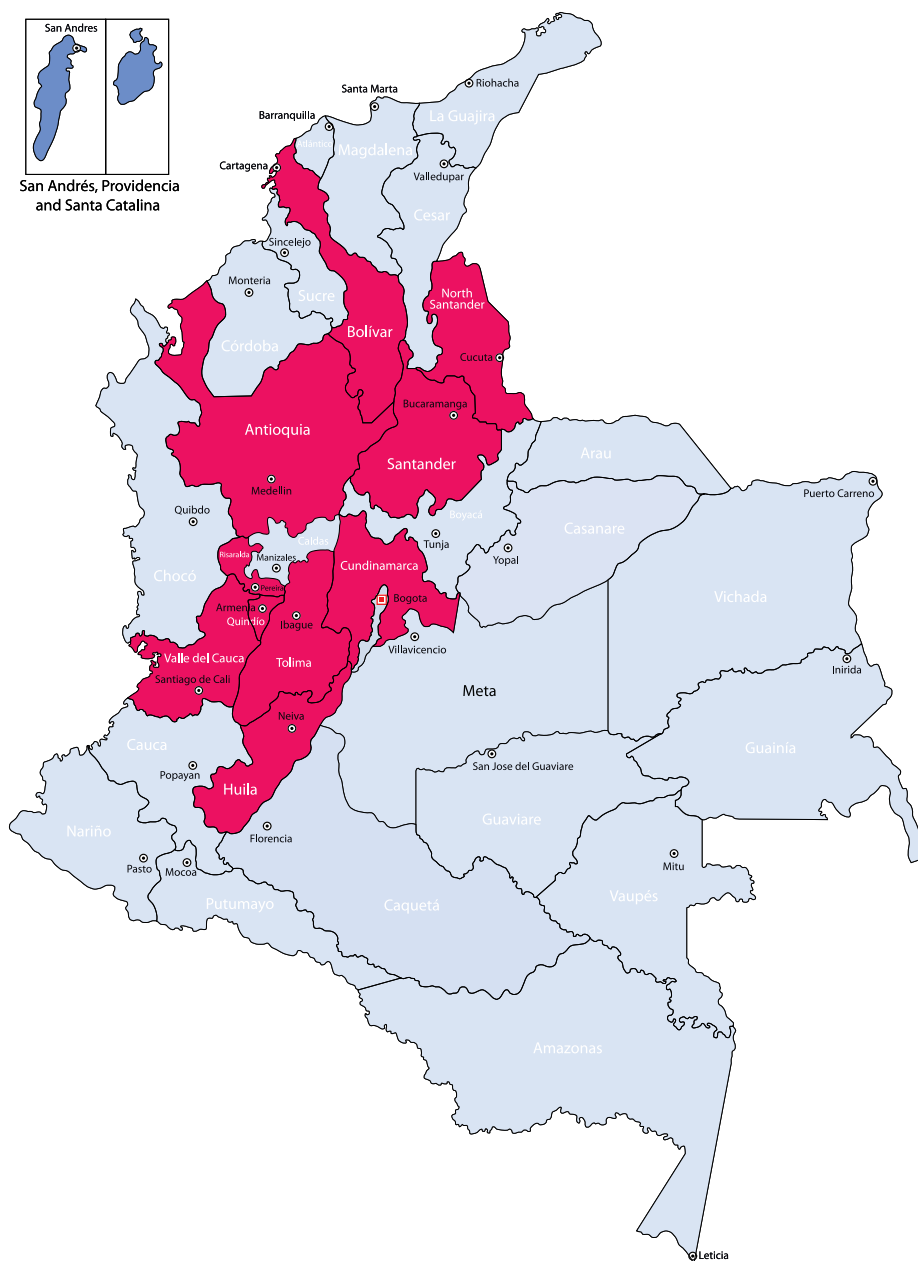 San Andres
San Andrés, Providencia
and Santa Catalina
Riohacha
Santa Marta
La Guajira
Barranquilla
Atlántico
Magdalena
Cartagena
Valledupar
Cesar
Sincelejo
Monteria
Sucre
North
Santander
Bolívar
Córdoba
Cucuta
Bucaramanga
Antioquia
Santander
Arau
Medellin
Puerto Carreno
Quibdo
Boyacá
Casanare
Caldas
Tunja
Yopal
Risaralda
Manizales
Cundinamarca
Chocó
Vichada
Pereira
Bogota
Armenia
Quindío
Ibague
Villavicencio
Valle del Cauca
Tolima
Inirida
Santiago de Cali
Meta
Neiva
Cauca
Guainía
San Jose del Guaviare
Popayan
Huila
Guaviare
Nariño
Florencia
Pasto
Mocoa
Mitu
Putumayo
Caquetá
Vaupés
Amazonas
Leticia